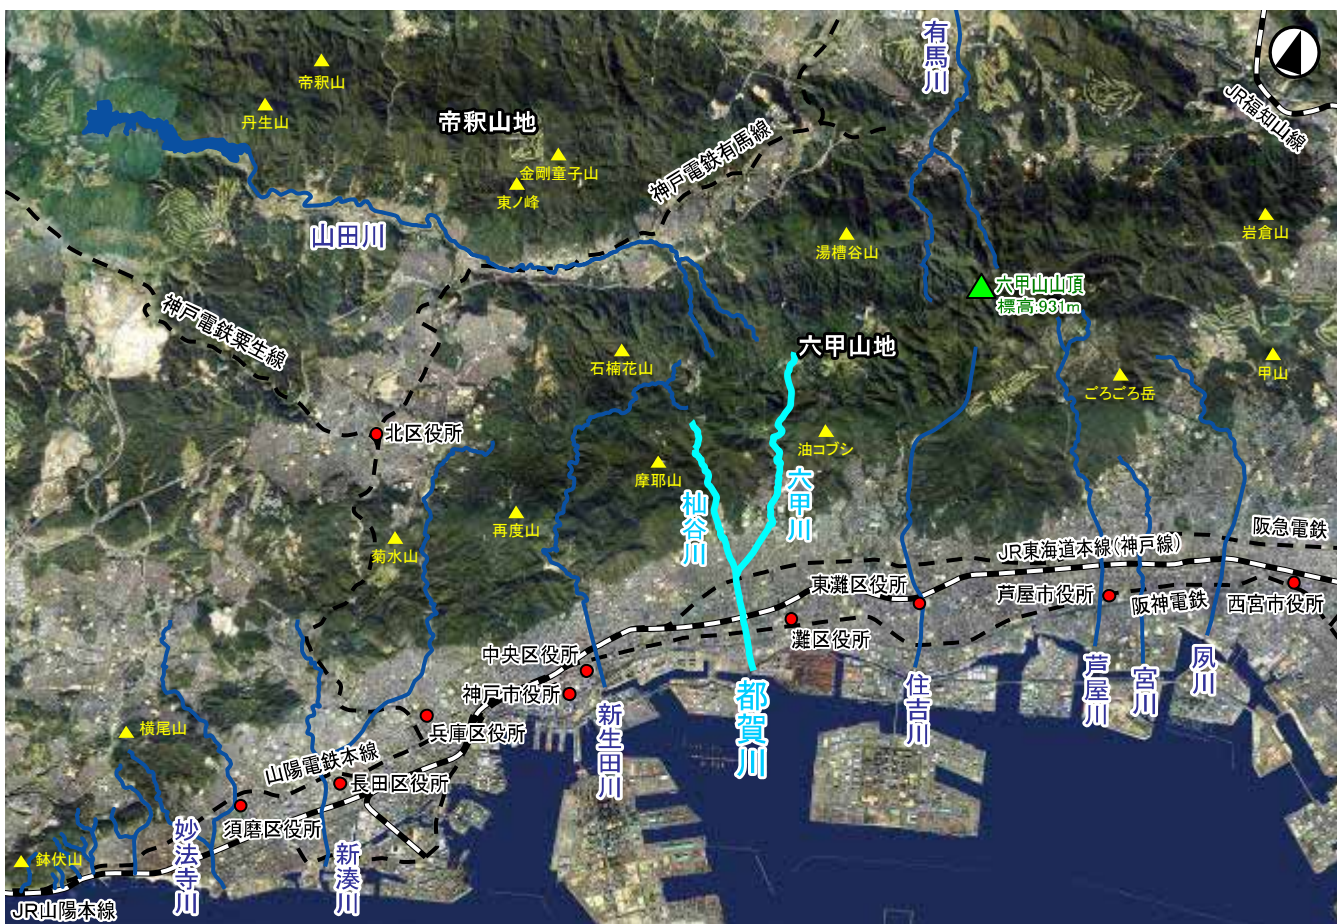 有馬川
帝釈山
丹生山
帝釈山地
JR福知山線
神戸電鉄有馬線
金剛童子山
東ノ峰
山田川
岩倉山
湯槽谷山
六甲山山頂
標高:931m
神戸電鉄粟生線
六甲山地
石楠花山
甲山
ごろごろ岳
北区役所
油コブシ
摩耶山
六甲川
杣谷川
再度山
菊水山
阪急電鉄
JR東海道本線(神戸線)
東灘区役所
芦屋市役所
阪神電鉄
西宮市役所
灘区役所
中央区役所
神戸市役所
都賀川
住吉川
芦屋川
宮川
夙川
新生田川
兵庫区役所
横尾山
山陽電鉄本線
長田区役所
須磨区役所
妙法寺川
新湊川
鉢伏山
JR山陽本線